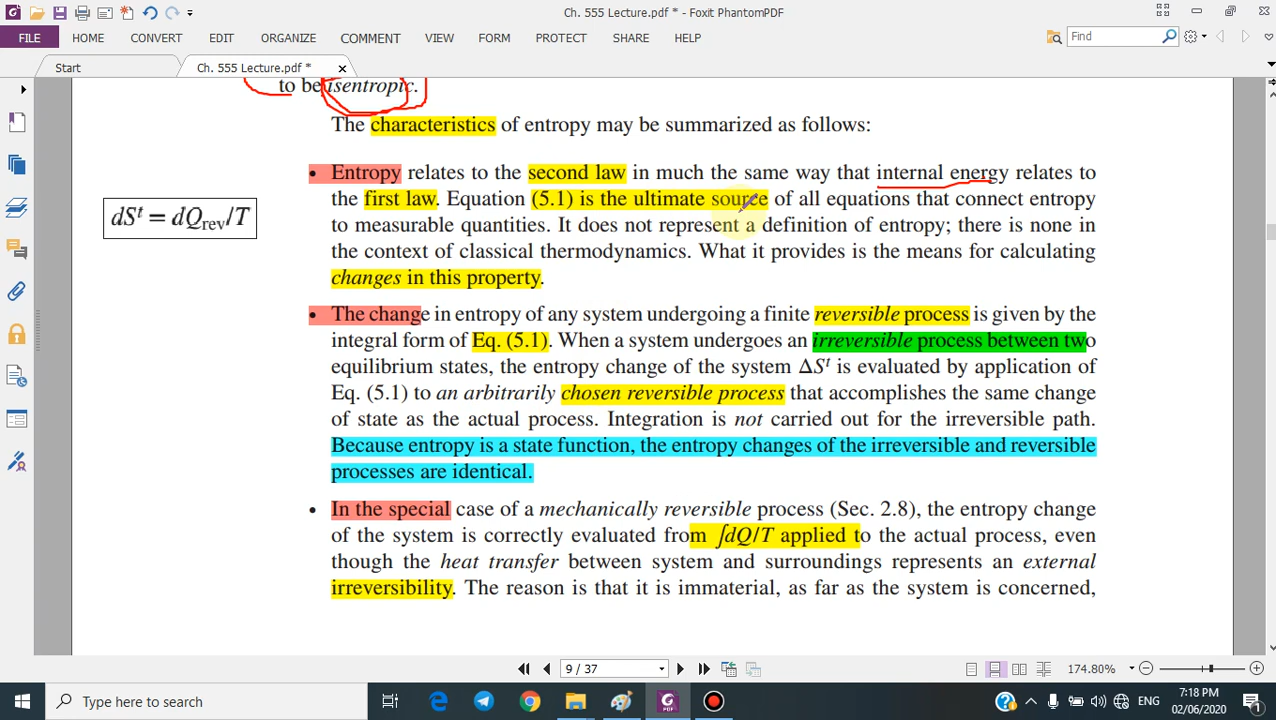 Ch. 555 Lecture.pdf * - Foxit PhantomPDF
FILE HOME CONVERT EDIT ORGANIZE COMMENT VIEW FORM PROTECT SHARE HELP Find
Start Ch. 555 Lecture.pdf *
to be isentropic.
The characteristics of entropy may be summarized as follows:
• Entropy relates to the second law in much the same way that internal energy relates to
the first law. Equation (5.1) is the ultimate source of all equations that connect entropy
to measurable quantities. It does not represent a definition of entropy; there is none in
the context of classical thermodynamics. What it provides is the means for calculating
changes in this property.
dSᵗ = dQrev/T
• The change in entropy of any system undergoing a finite reversible process is given by the
integral form of Eq. (5.1). When a system undergoes an irreversible process between two
equilibrium states, the entropy change of the system ΔSᵗ is evaluated by application of
Eq. (5.1) to an arbitrarily chosen reversible process that accomplishes the same change
of state as the actual process. Integration is not carried out for the irreversible path.
Because entropy is a state function, the entropy changes of the irreversible and reversible
processes are identical.
• In the special case of a mechanically reversible process (Sec. 2.8), the entropy change
of the system is correctly evaluated from ∫dQ/T applied to the actual process, even
though the heat transfer between system and surroundings represents an external
irreversibility. The reason is that it is immaterial, as far as the system is concerned,
9 / 37
174.80%
Type here to search
ENG
7:18 PM
02/06/2020
1